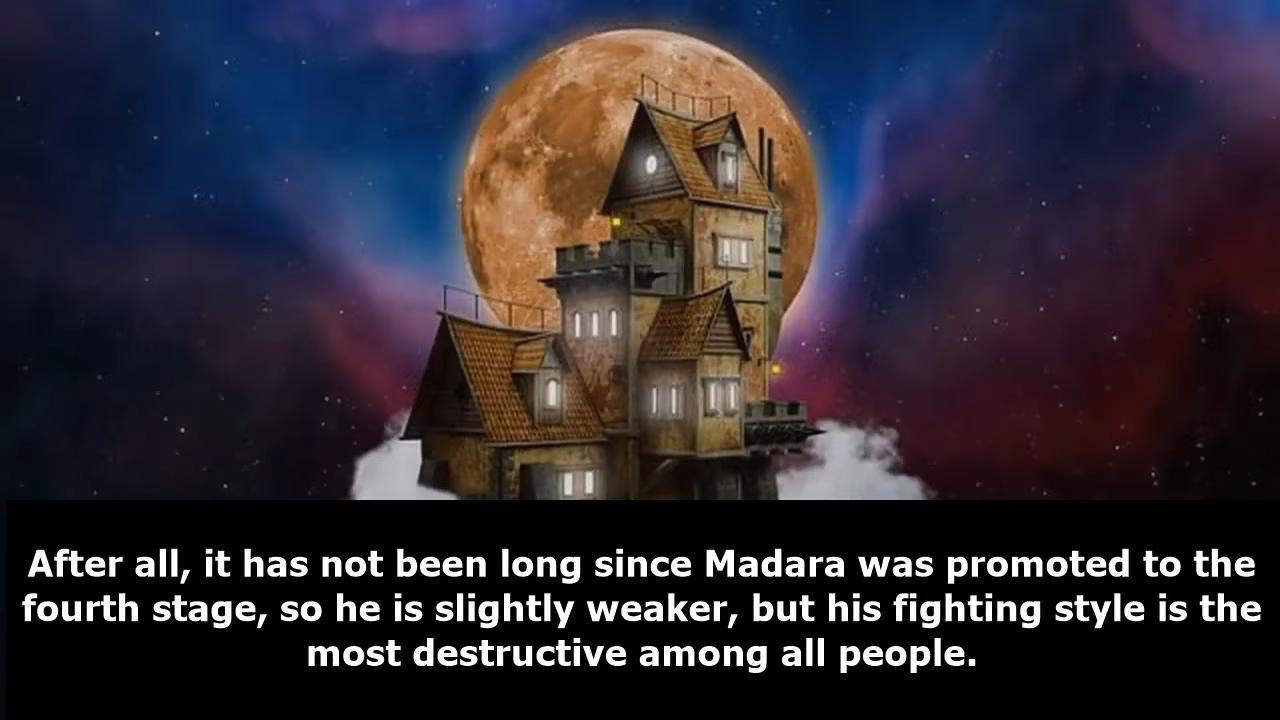 After all, it has not been long since Madara was promoted to the
fourth stage, so he is slightly weaker, but his fighting style is the
most destructive among all people.